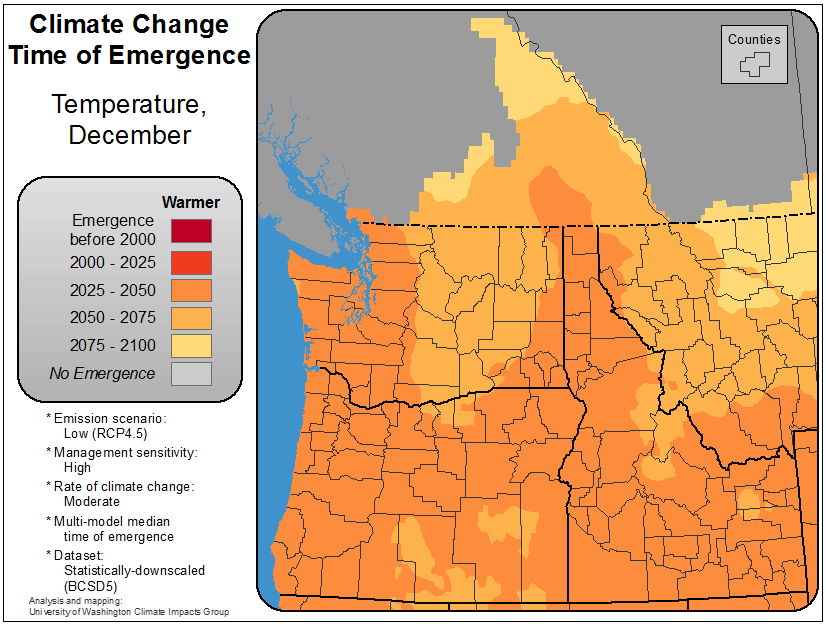 Climate Change
Time of Emergence
Temperature,
December
Counties
Warmer
Emergence
before 2000
2000 - 2025
2025 - 2050
2050 - 2075
2075 - 2100
No Emergence
* Emission scenario:
Low (RCP4.5)
* Management sensitivity:
High
* Rate of climate change:
Moderate
* Multi-model median
time of emergence
* Dataset:
Statistically-downscaled
(BCSD5)
Analysis and mapping:
University of Washington Climate Impacts Group